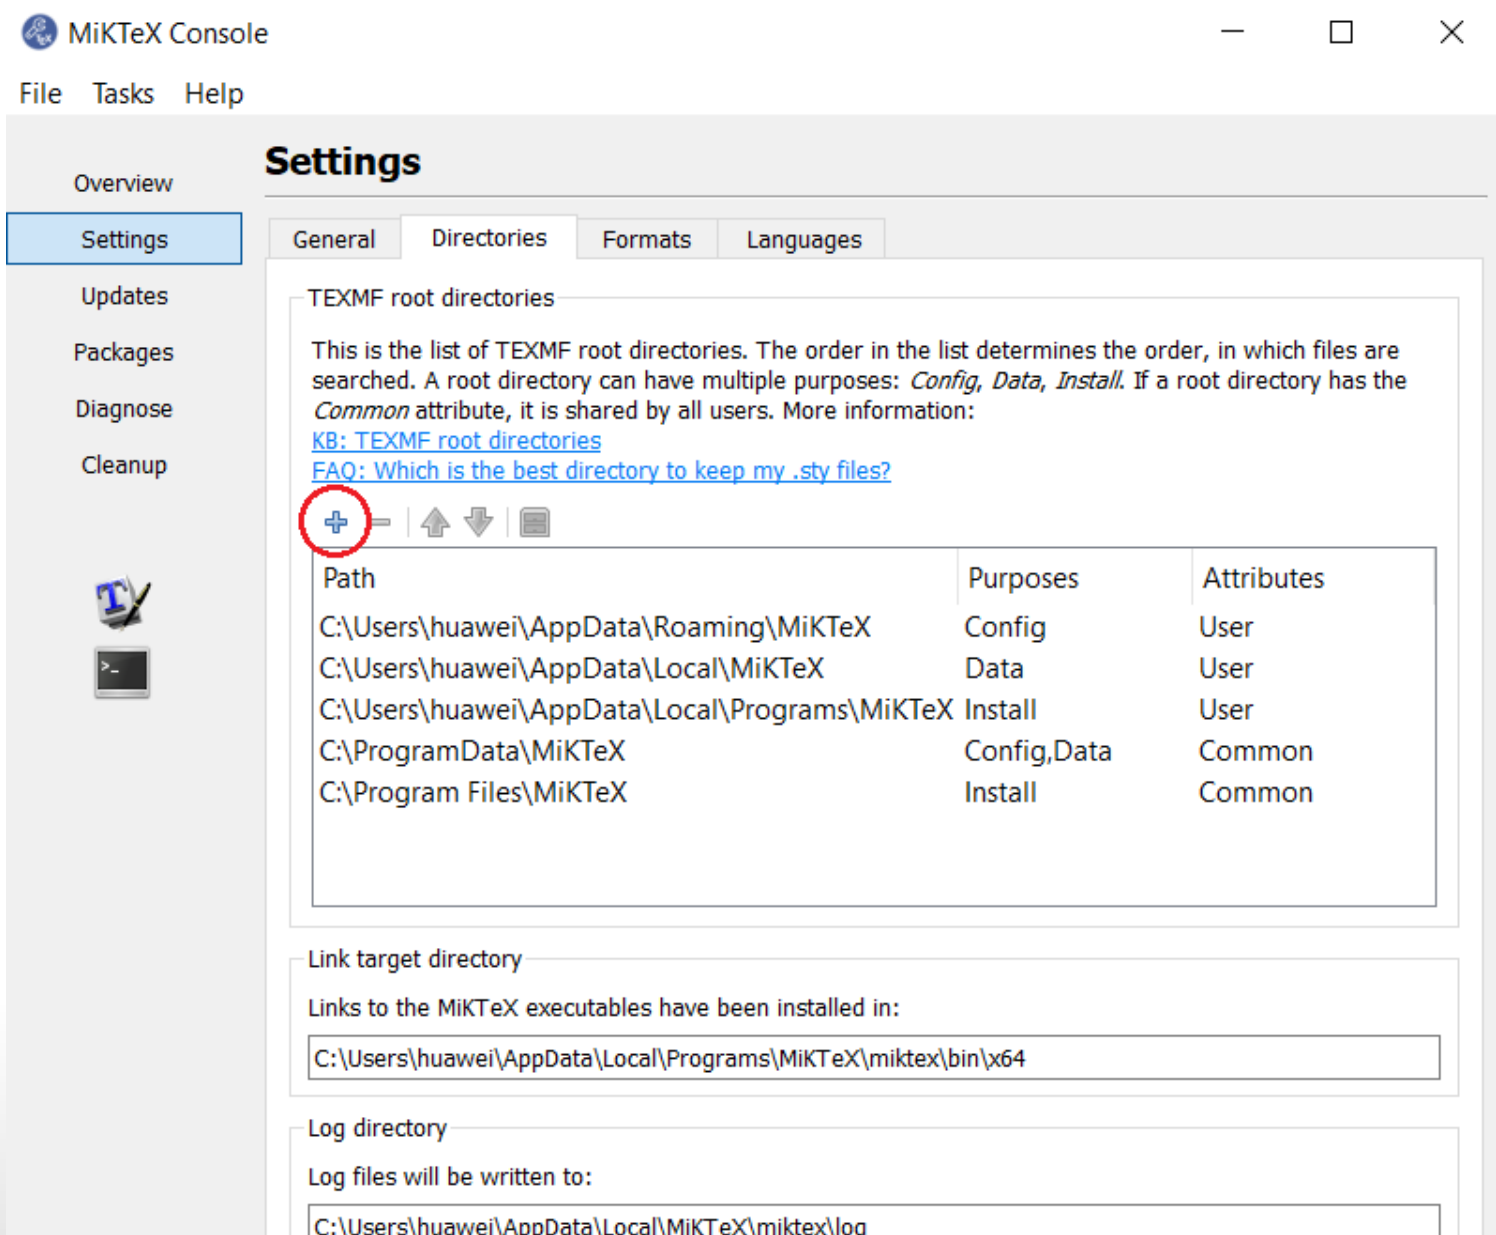 MiKTeX Console
File Tasks Help
Overview
Settings
Updates
Packages
Diagnose
Cleanup
Settings
General Directories Formats Languages
TEXMF root directories
This is the list of TEXMF root directories. The order in the list determines the order, in which files are
searched. A root directory can have multiple purposes: Config, Data, Install. If a root directory has the
Common attribute, it is shared by all users. More information:
KB: TEXMF root directories
FAQ: Which is the best directory to keep my .sty files?
Path Purposes Attributes
C:\Users\huawei\AppData\Roaming\MiKTeX Config User
C:\Users\huawei\AppData\Local\MiKTeX Data User
C:\Users\huawei\AppData\Local\Programs\MiKTeX Install User
C:\ProgramData\MiKTeX Config,Data Common
C:\Program Files\MiKTeX Install Common
Link target directory
Links to the MiKTeX executables have been installed in:
C:\Users\huawei\AppData\Local\Programs\MiKTeX\miktex\bin\x64
Log directory
Log files will be written to:
C:\Users\huawei\AppData\Local\MiKTeX\miktex\log